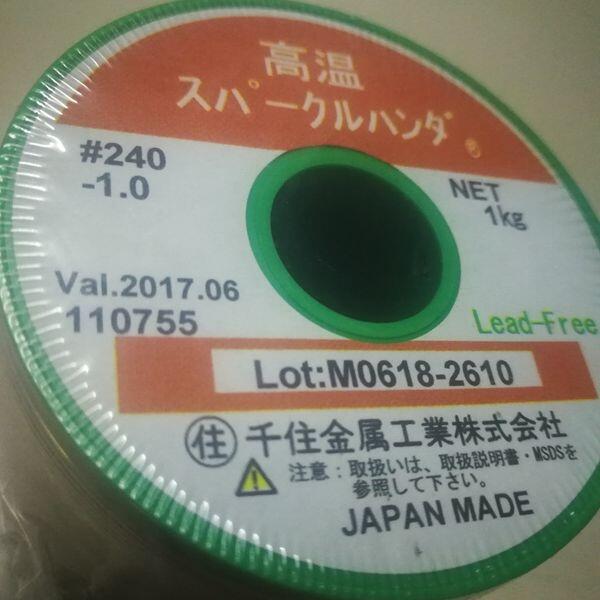 高温
スパークルハンダ®
#240
-1.0
NET
1kg
Val.2017.06
110755
Lead-Free
Lot:M0618-2610
住 千住金属工業株式会社
注意：取扱いは、取扱説明書・MSDSを
参照して下さい。
JAPAN MADE